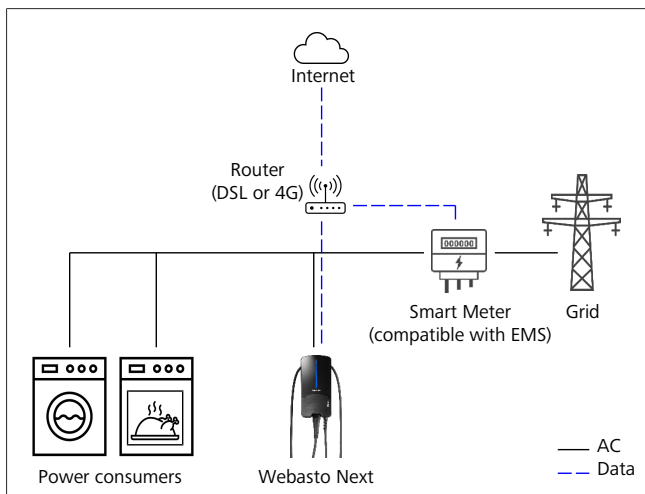 Internet
Router
(DSL or 4G)
000000
Smart Meter
(compatible with EMS)
Grid
Power consumers
Webasto Next
AC
Data